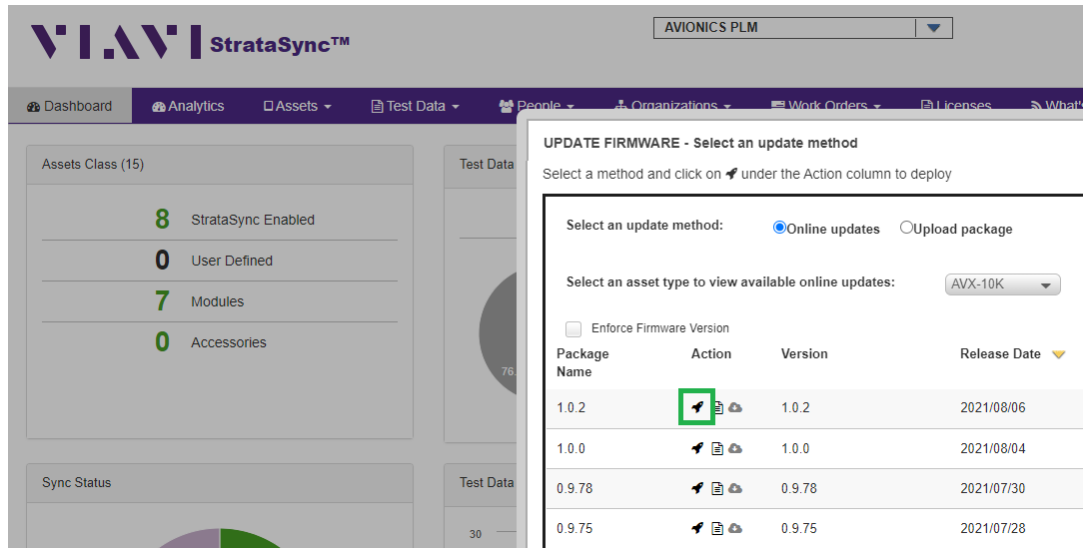 VIAVI StrataSync™
AVIONICS PLM
Dashboard Analytics Assets Test Data People Organizations Work Orders Licenses What's
Assets Class (15)
8 StrataSync Enabled
0 User Defined
7 Modules
0 Accessories
Sync Status
Test Data
76.
Test Data
30
UPDATE FIRMWARE - Select an update method
Select a method and click on under the Action column to deploy
Select an update method: Online updates Upload package
Select an asset type to view available online updates: AVX-10K
Enforce Firmware Version
Package Name Action Version Release Date
1.0.2 1.0.2 2021/08/06
1.0.0 1.0.0 2021/08/04
0.9.78 0.9.78 2021/07/30
0.9.75 0.9.75 2021/07/28